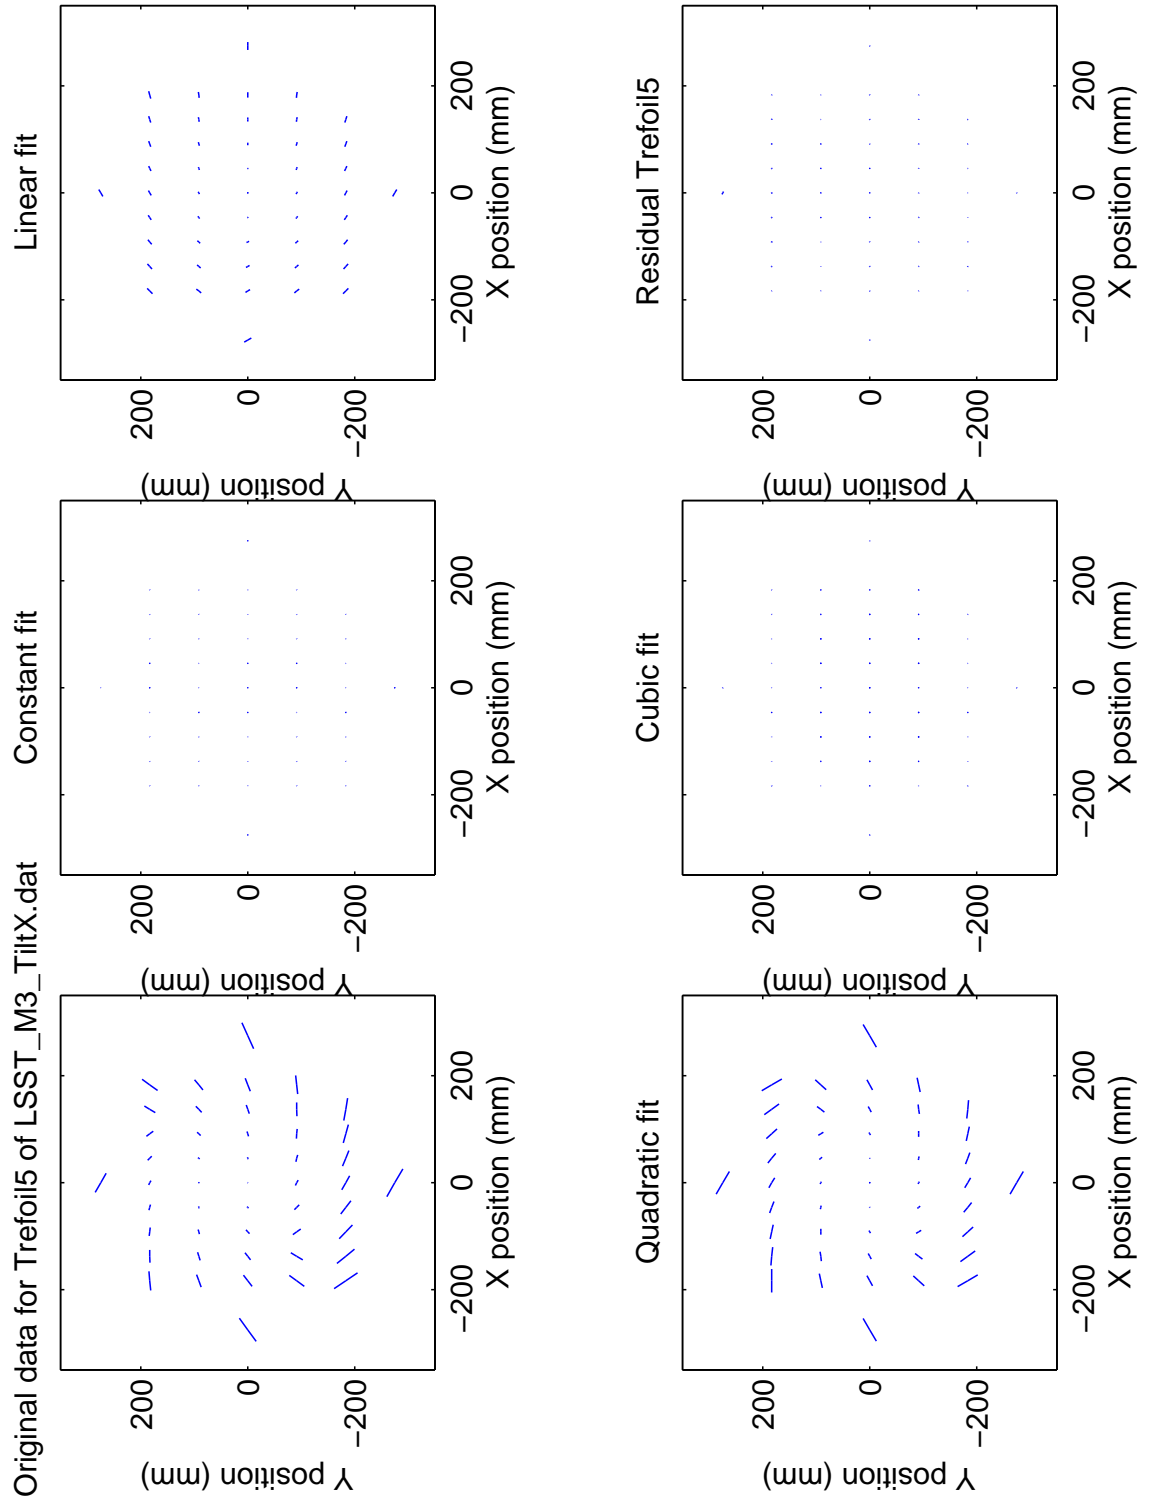 Original data for Trefoil5 of LSST_M3_TiltX.dat
Y position (mm)
200
0
−200
−200
0
200
X position (mm)
Constant fit
Y position (mm)
200
0
−200
−200
0
200
X position (mm)
Linear fit
Y position (mm)
200
0
−200
−200
0
200
X position (mm)
Quadratic fit
Y position (mm)
200
0
−200
−200
0
200
X position (mm)
Cubic fit
Y position (mm)
200
0
−200
−200
0
200
X position (mm)
Residual Trefoil5
Y position (mm)
200
0
−200
−200
0
200
X position (mm)